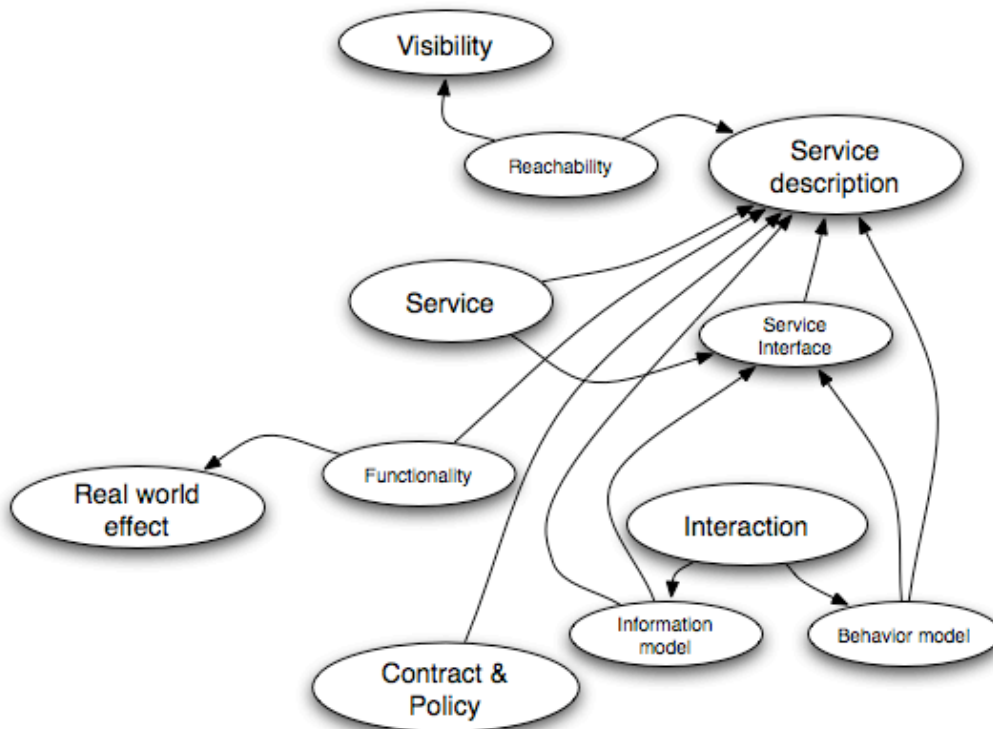 Visibility
Reachability
Service
description
Service
Service
Interface
Functionality
Real world
effect
Interaction
Information
model
Behavior model
Contract &
Policy